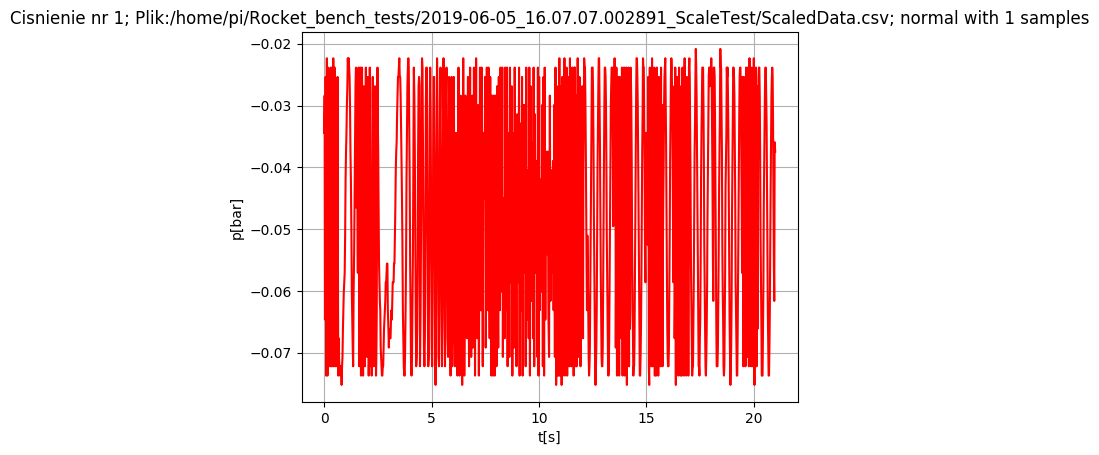 Cisnienie nr 1; Plik:/home/pi/Rocket_bench_tests/2019-06-05_16.07.07.002891_ScaleTest/ScaledData.csv; normal with 1 samples
−0.02
−0.03
−0.04
−0.05
−0.06
−0.07
p[bar]
0 5 10 15 20
t[s]